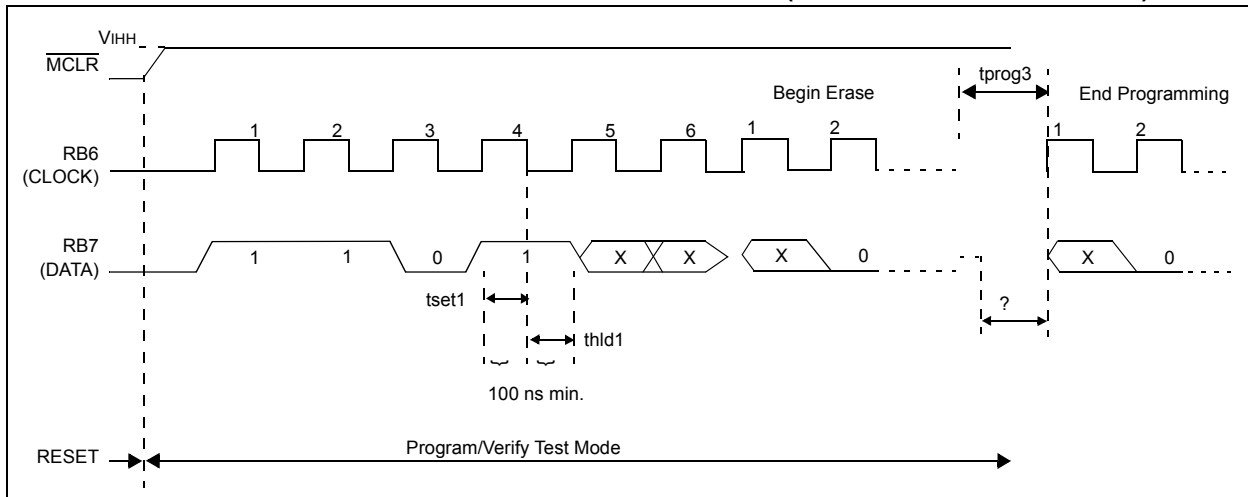 VIHH
MCLR
tprog3
Begin Erase
End Programming
1 2 3 4 5 6 1 2 1 2
RB6
(CLOCK)
RB7
(DATA)
1 1 0 1 X X X 0 X 0
tset1
thld1
?
100 ns min.
RESET
Program/Verify Test Mode